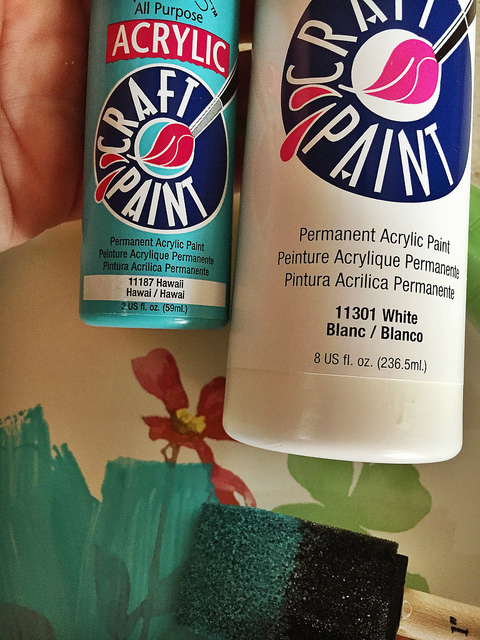 All Purpose
ACRYLIC
CRAFT
PAINT
Permanent Acrylic Paint
Peinture Acrylique Permanente
Pintura Acrilica Permanente
11187 Hawaii
Hawai / Hawai
2 US fl. oz. (59ml.)
CRAFT
PAINT
Permanent Acrylic Paint
Peinture Acrylique Permanente
Pintura Acrilica Permanente
11301 White
Blanc / Blanco
8 US fl. oz. (236.5ml.)
1"